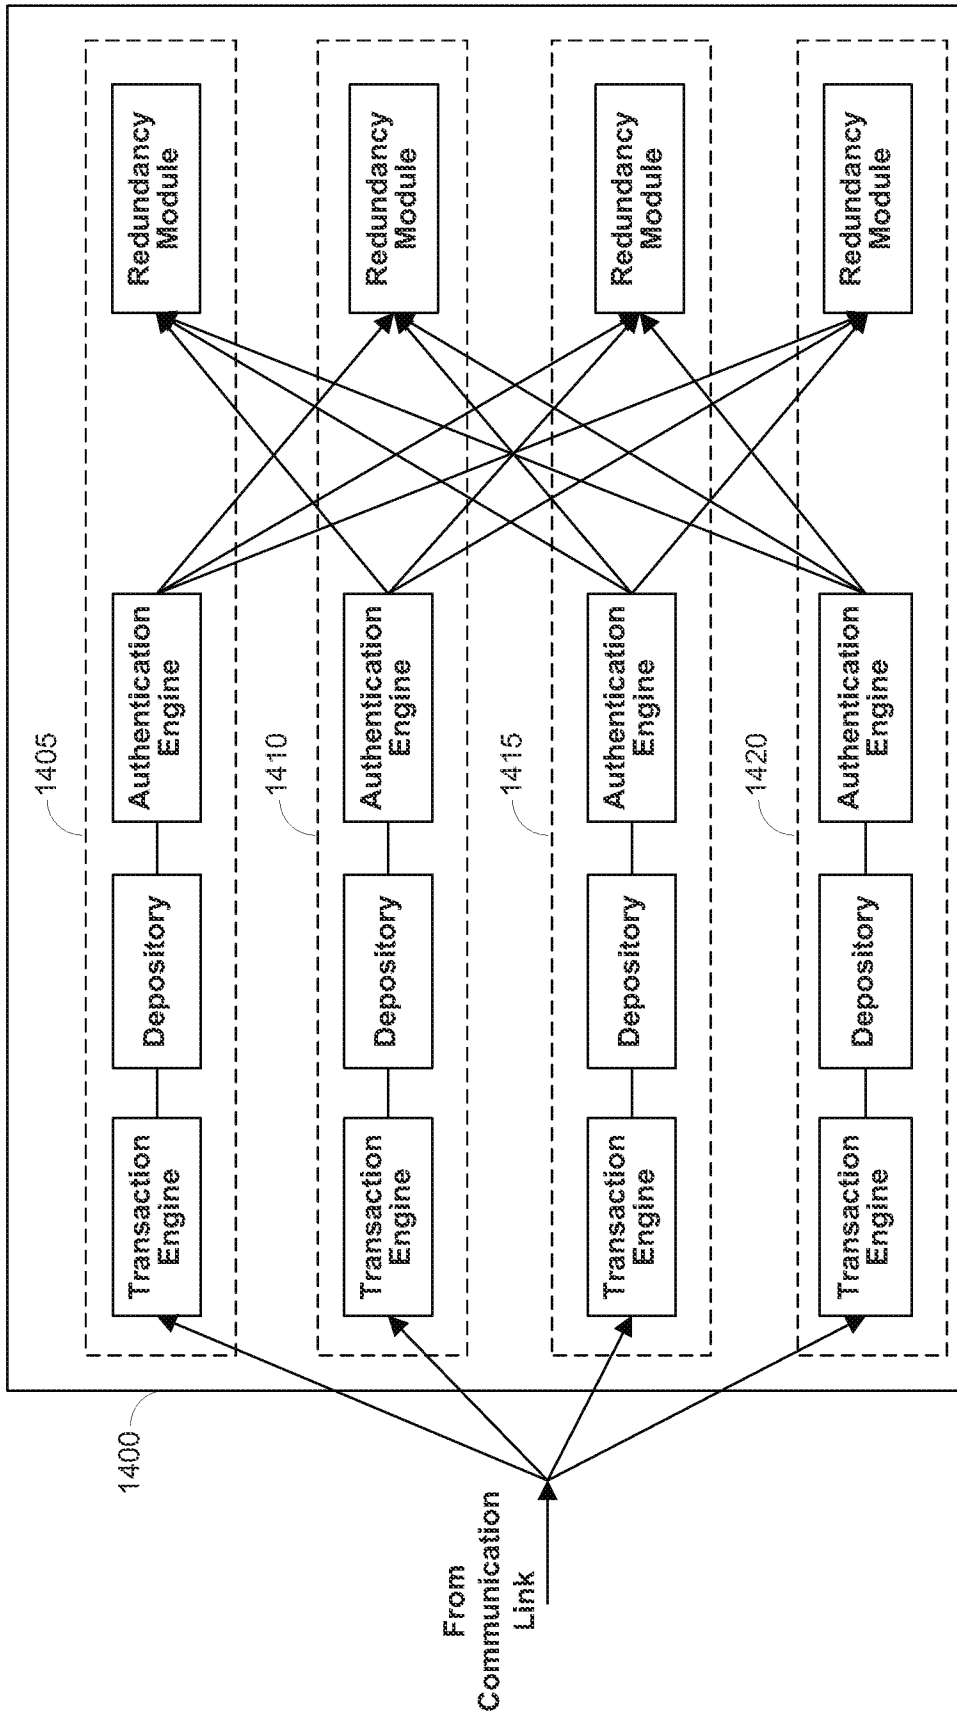 From
Communication
Link
1400
1405
Transaction
Engine
Depository
Authentication
Engine
Redundancy
Module
1410
Transaction
Engine
Depository
Authentication
Engine
Redundancy
Module
1415
Transaction
Engine
Depository
Authentication
Engine
Redundancy
Module
1420
Transaction
Engine
Depository
Authentication
Engine
Redundancy
Module